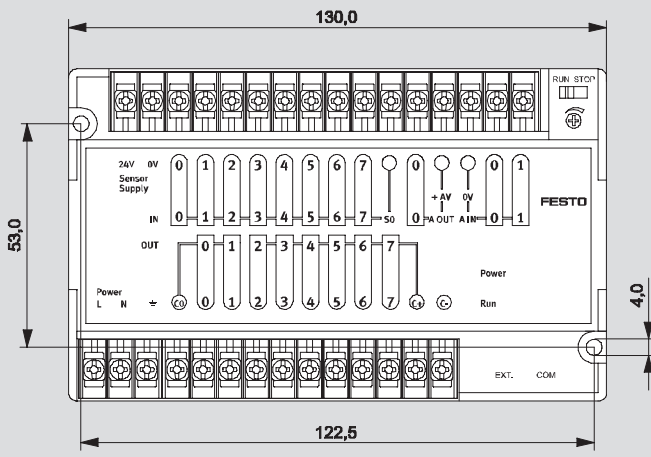 130,0
RUN STOP
24V 0V 0 1 2 3 4 5 6 7 0 0 1
Sensor
Supply
+AV 0V
FESTO
IN 0 1 2 3 4 5 6 7 S0 0 A OUT A IN 0 1
OUT 0 1 2 3 4 5 6 7
53,0
Power
Power
L N C0 0 1 2 3 4 5 6 7 C+ C- Run
4,0
EXT. COM
122,5